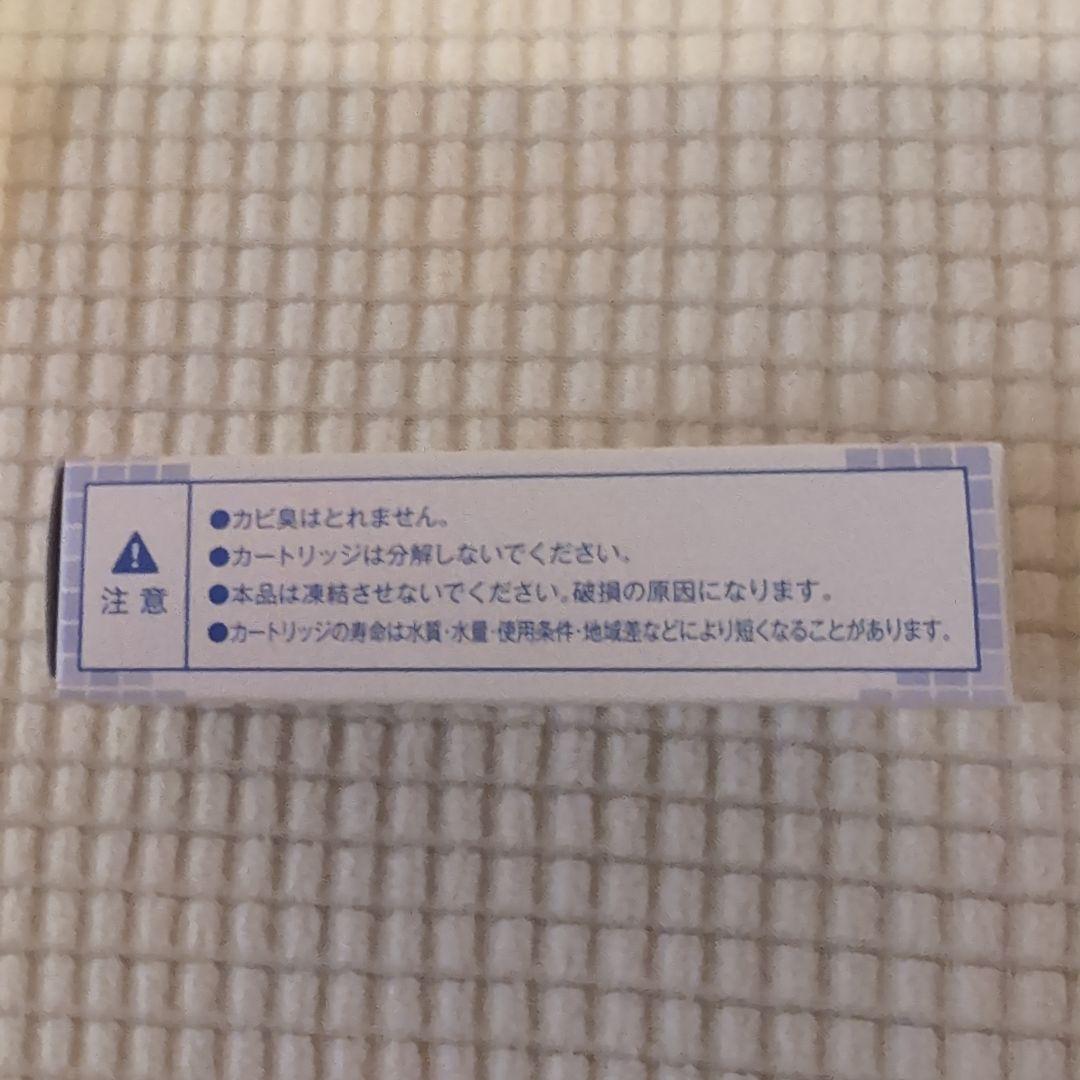 注意
●カビ臭はとれません。
●カートリッジは分解しないでください。
●本品は凍結させないでください。破損の原因になります。
●カートリッジの寿命は水質・水量・使用条件・地域差などにより短くなることがあります。